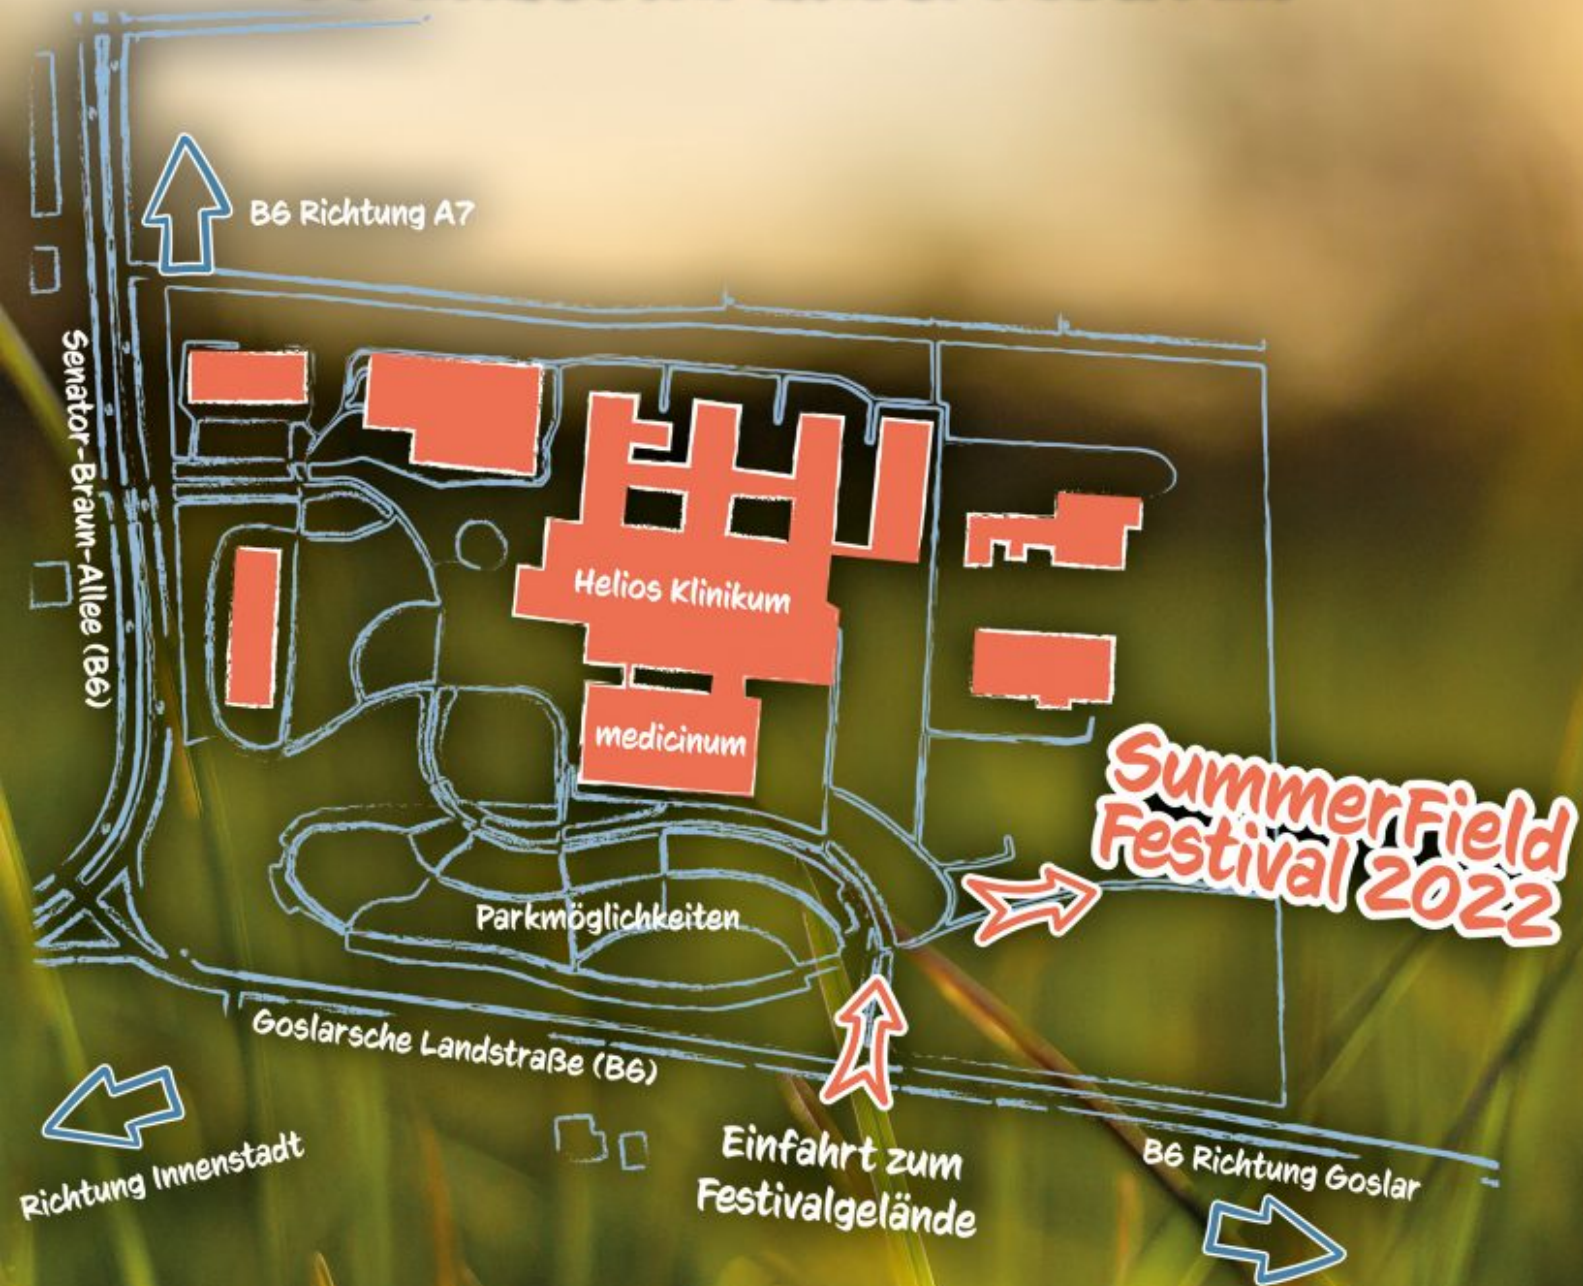 B6 Richtung A7
Senator-Braun-Allee (B6)
Helios Klinikum
medicinum
SummerField
Festival 2022
Parkmöglichkeiten
Goslarsche Landstraße (B6)
Richtung Innenstadt
Einfahrt zum
Festivalgelände
B6 Richtung Goslar